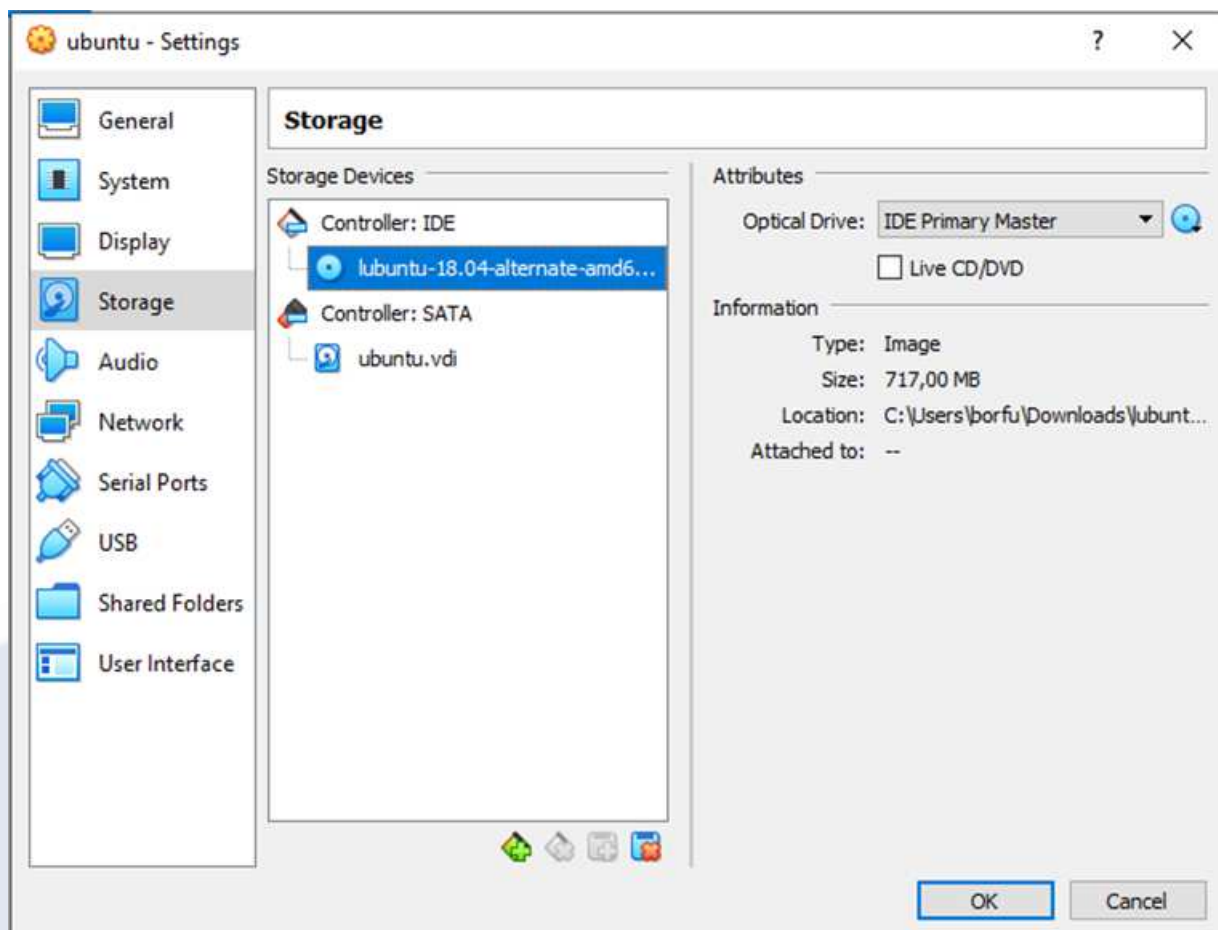 ubuntu - Settings
?
General
System
Display
Storage
Audio
Network
Serial Ports
USB
Shared Folders
User Interface
Storage
Storage Devices
Controller: IDE
lubuntu-18.04-alternate-amd6...
Controller: SATA
ubuntu.vdi
Attributes
Optical Drive: IDE Primary Master
Live CD/DVD
Information
Type: Image
Size: 717,00 MB
Location: C:\Users\borfu\Downloads\lubunt...
Attached to: --
OK
Cancel